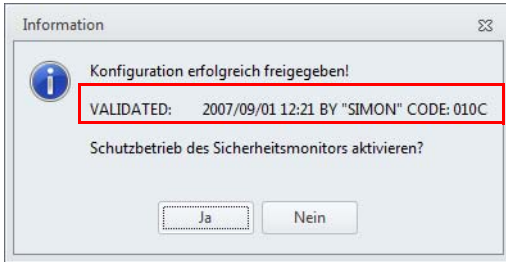 Information
Konfiguration erfolgreich freigegeben!
VALIDATED: 2007/09/01 12:21 BY "SIMON" CODE: 010C
Schutzbetrieb des Sicherheitsmonitors aktivieren?
Ja Nein